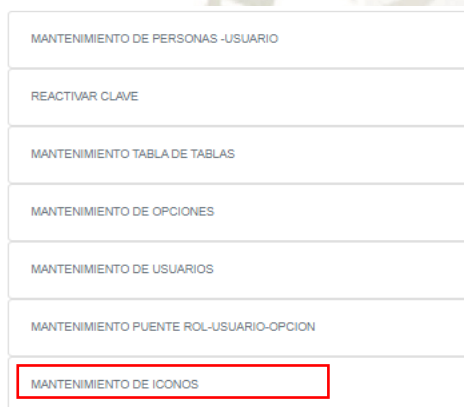 MANTENIMIENTO DE PERSONAS -USUARIO
REACTIVAR CLAVE
MANTENIMIENTO TABLA DE TABLAS
MANTENIMIENTO DE OPCIONES
MANTENIMIENTO DE USUARIOS
MANTENIMIENTO PUENTE ROL-USUARIO-OPCION
MANTENIMIENTO DE ICONOS